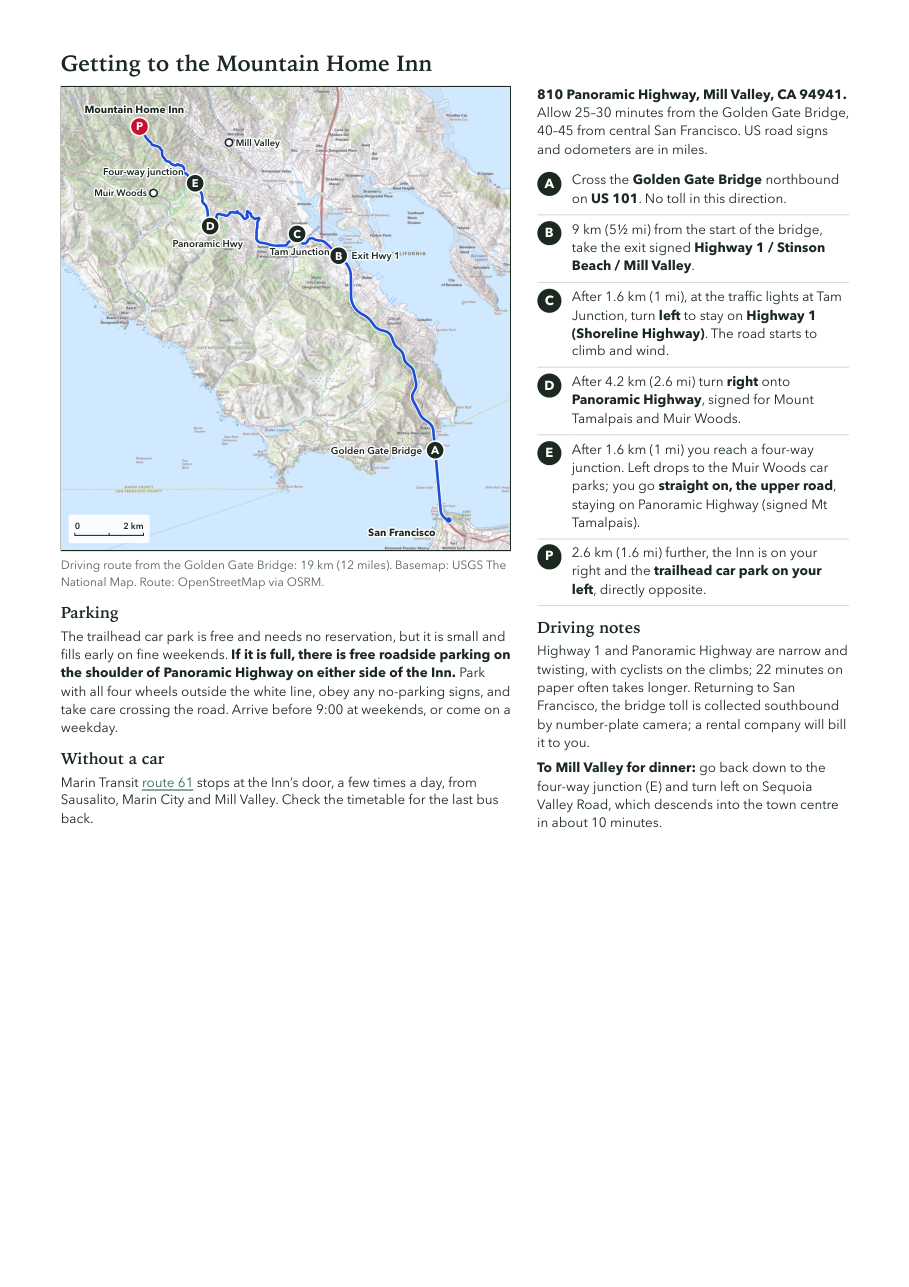 Getting to the Mountain Home Inn
Mountain Home Inn
P
Mill Valley
Four-way junction
E
Muir Woods
D
Panoramic Hwy
C
Tam Junction
B
Exit Hwy 1
Golden Gate Bridge
A
San Francisco
0 2 km
Driving route from the Golden Gate Bridge: 19 km (12 miles). Basemap: USGS The
National Map. Route: OpenStreetMap via OSRM.
Parking
The trailhead car park is free and needs no reservation, but it is small and
fills early on fine weekends. If it is full, there is free roadside parking on
the shoulder of Panoramic Highway on either side of the Inn. Park
with all four wheels outside the white line, obey any no-parking signs, and
take care crossing the road. Arrive before 9:00 at weekends, or come on a
weekday.
Without a car
Marin Transit route 61 stops at the Inn’s door, a few times a day, from
Sausalito, Marin City and Mill Valley. Check the timetable for the last bus
back.
810 Panoramic Highway, Mill Valley, CA 94941.
Allow 25–30 minutes from the Golden Gate Bridge,
40–45 from central San Francisco. US road signs
and odometers are in miles.
A
Cross the Golden Gate Bridge northbound
on US 101. No toll in this direction.
B
9 km (5½ mi) from the start of the bridge,
take the exit signed Highway 1 / Stinson
Beach / Mill Valley.
C
After 1.6 km (1 mi), at the traffic lights at Tam
Junction, turn left to stay on Highway 1
(Shoreline Highway). The road starts to
climb and wind.
D
After 4.2 km (2.6 mi) turn right onto
Panoramic Highway, signed for Mount
Tamalpais and Muir Woods.
E
After 1.6 km (1 mi) you reach a four-way
junction. Left drops to the Muir Woods car
parks; you go straight on, the upper road,
staying on Panoramic Highway (signed Mt
Tamalpais).
P
2.6 km (1.6 mi) further, the Inn is on your
right and the trailhead car park on your
left, directly opposite.
Driving notes
Highway 1 and Panoramic Highway are narrow and
twisting, with cyclists on the climbs; 22 minutes on
paper often takes longer. Returning to San
Francisco, the bridge toll is collected southbound
by number-plate camera; a rental company will bill
it to you.
To Mill Valley for dinner: go back down to the
four-way junction (E) and turn left on Sequoia
Valley Road, which descends into the town centre
in about 10 minutes.